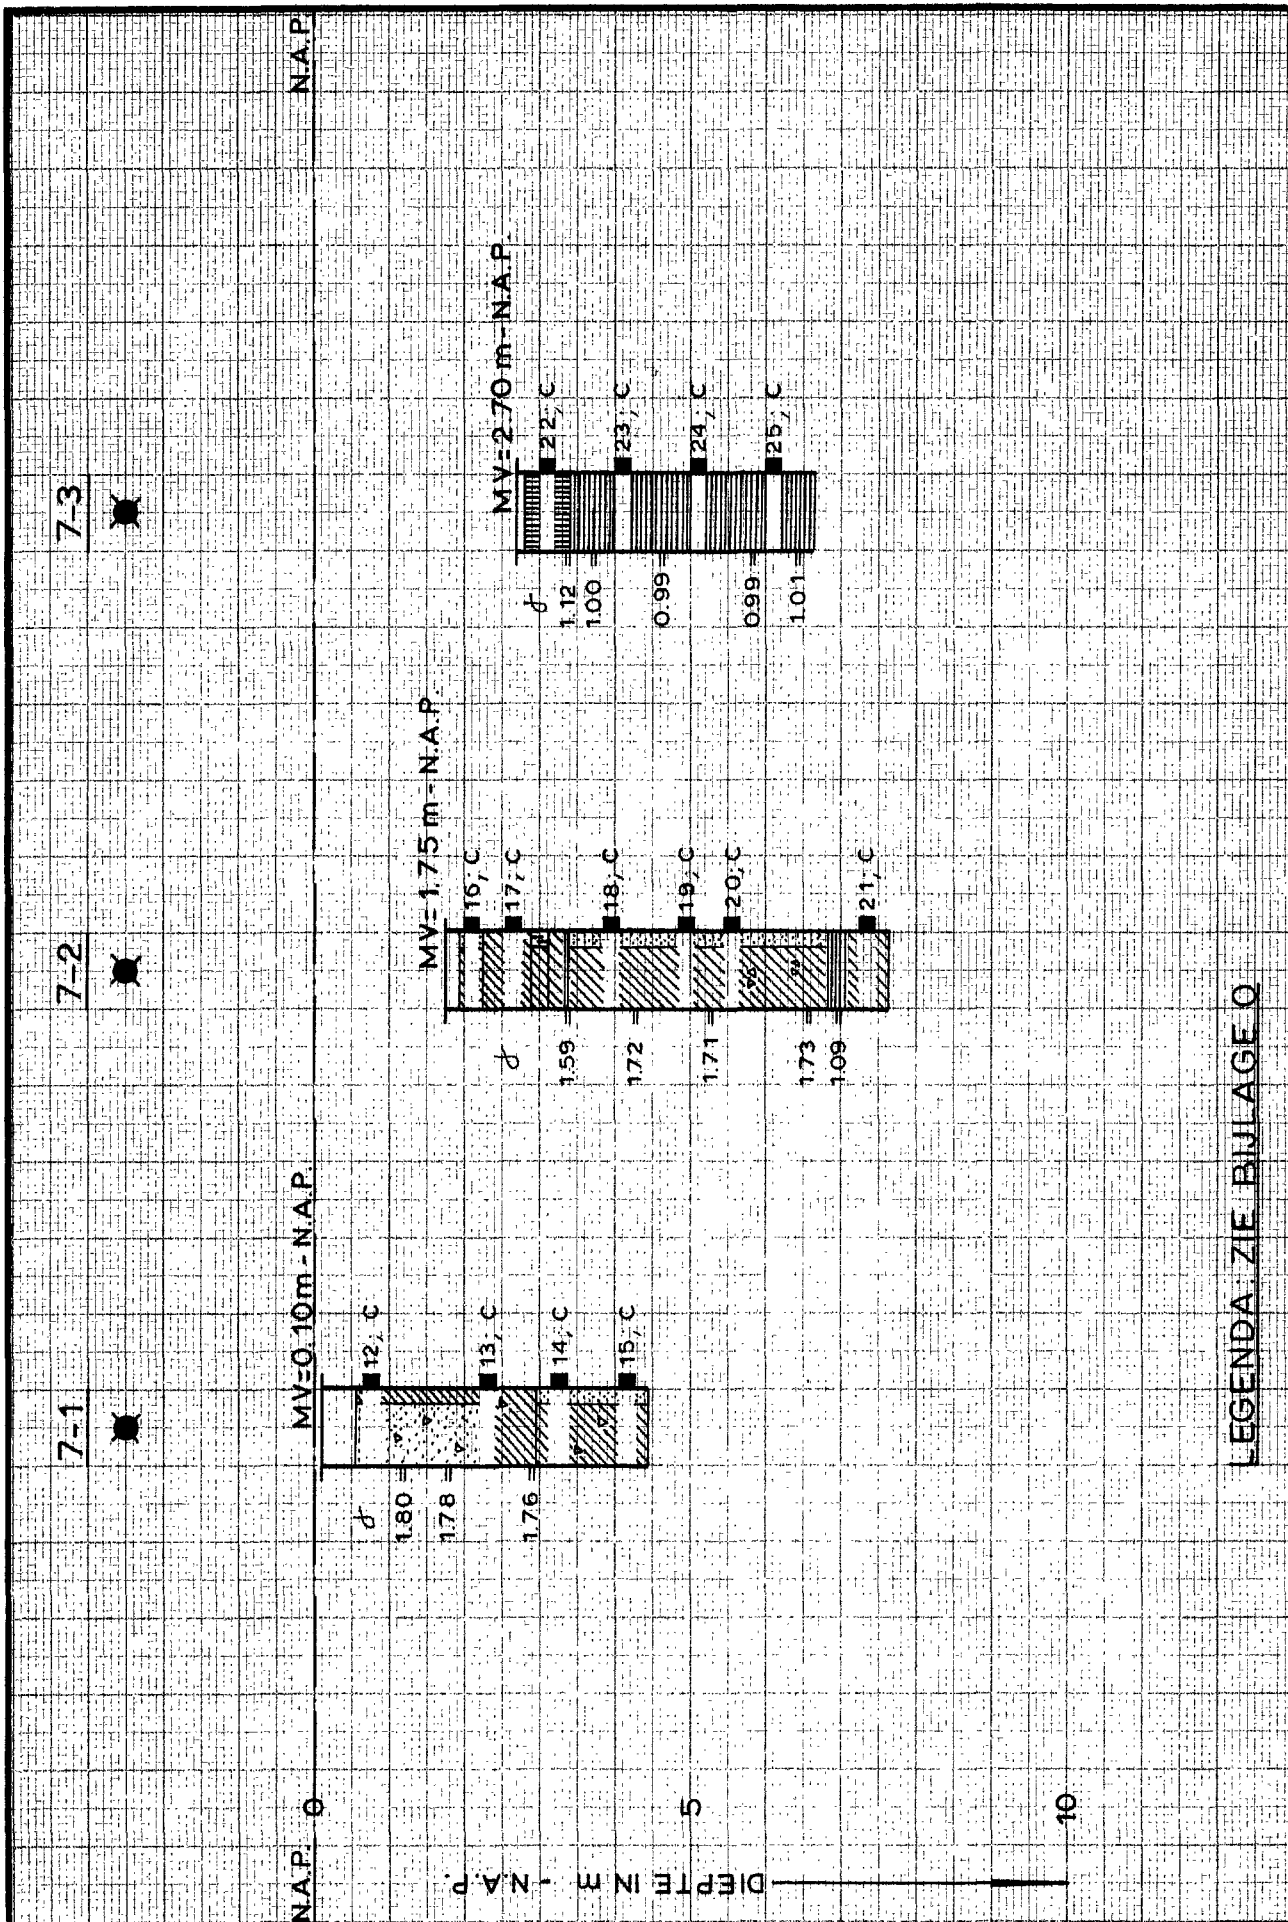 7-1
7-2
7-3
N.A.P.
N.A.P.
0
MV=0.10m-N.A.P.
MV=1.75m-N.A.P.
MV=2.70m-N.A.P.
12; C
13; C
14; C
15; C
γ
1.80
1.78
1.76
16; C
17; C
18; C
19; C
20; C
21; C
γ
1.59
1.72
1.71
1.73
1.09
22; C
23; C
24; C
25; C
γ
1.12
1.00
0.99
0.99
1.01
5
10
DIEPTE IN m - N.A.P.
LEGENDA: ZIE BIJLAGE O